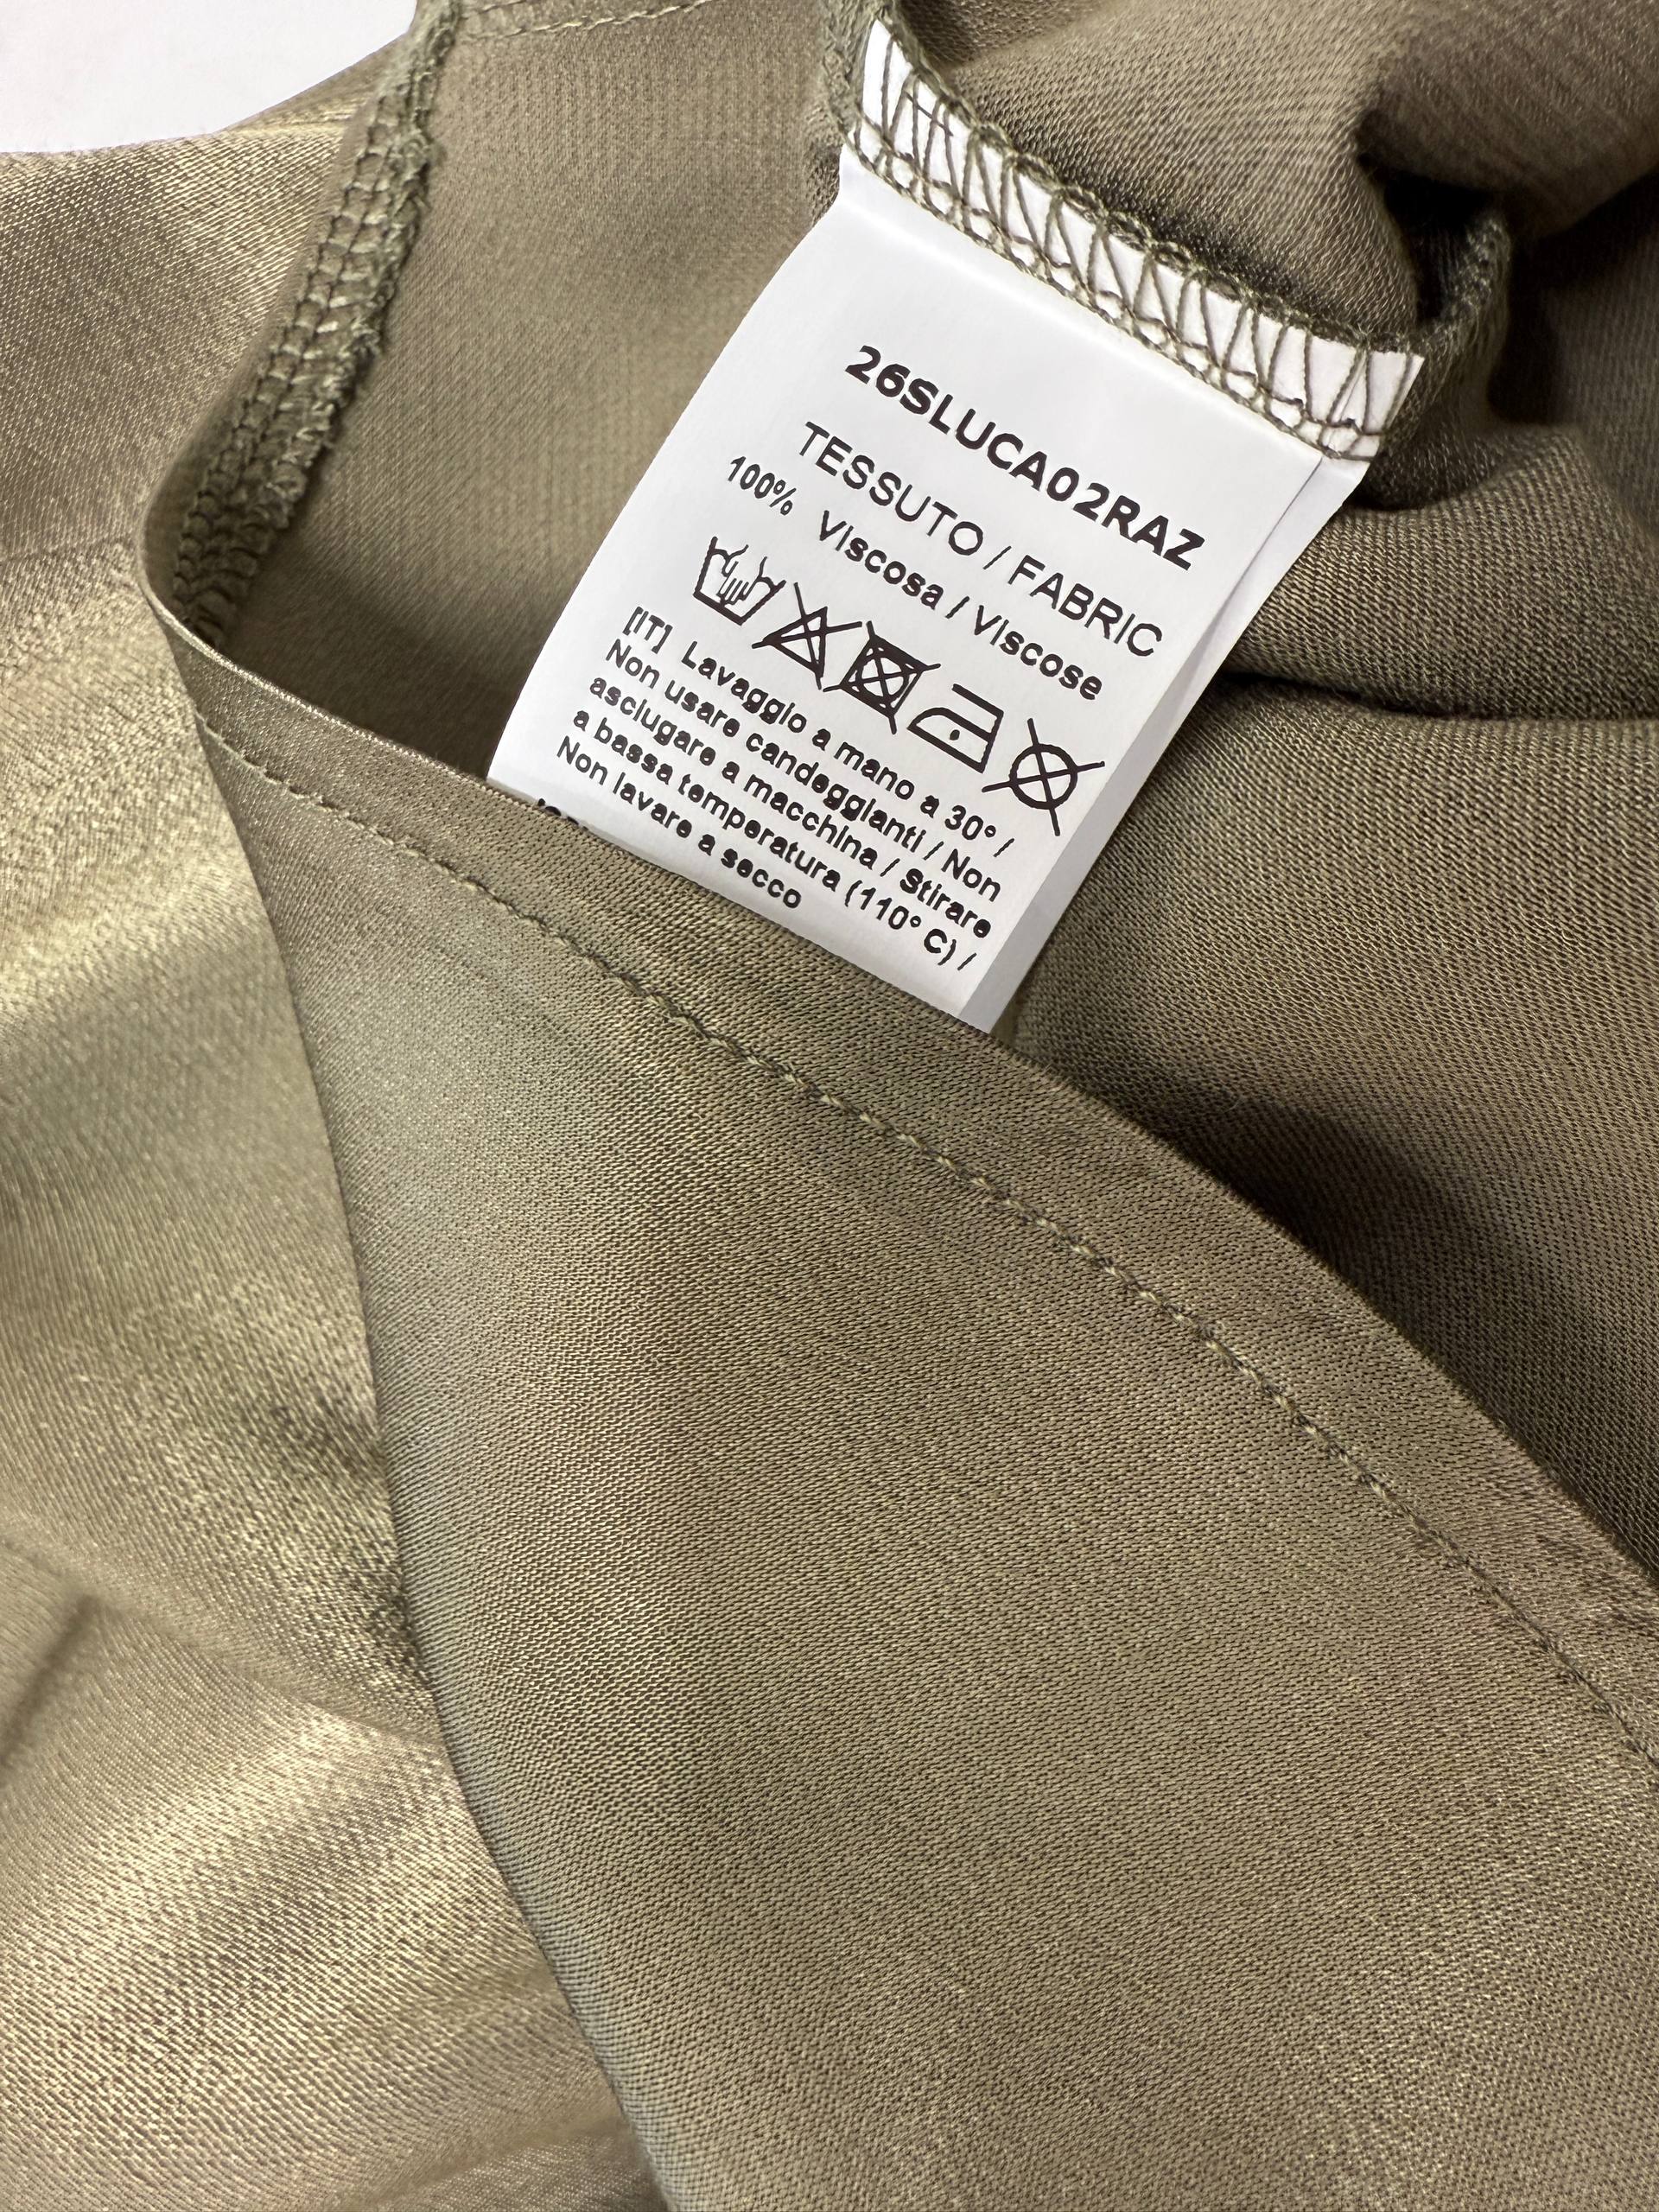 26SLUCA02RAZ
TESSUTO / FABRIC
100% Viscosa / Viscose
[IT] Lavaggio a mano a 30° /
Non usare candeggianti / Non
asciugare a macchina / Stirare
a bassa temperatura (110° C) /
Non lavare a secco